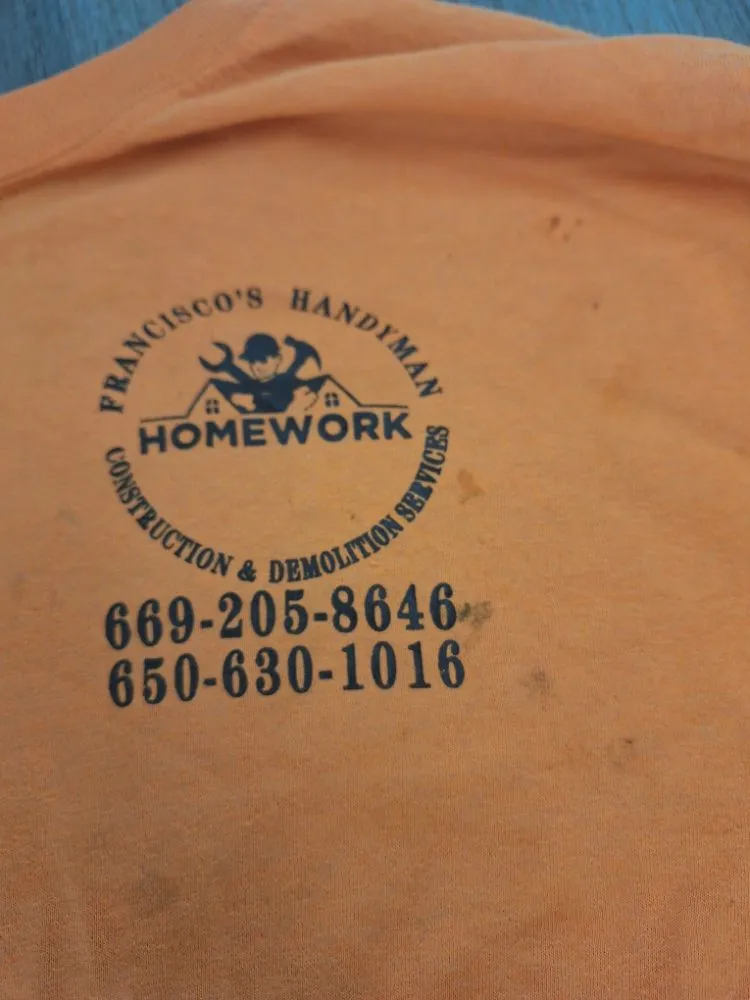 FRANCISCO'S HANDYMAN
HOMEWORK
CONSTRUCTION & DEMOLITION SERVICES
669-205-8646
650-630-1016